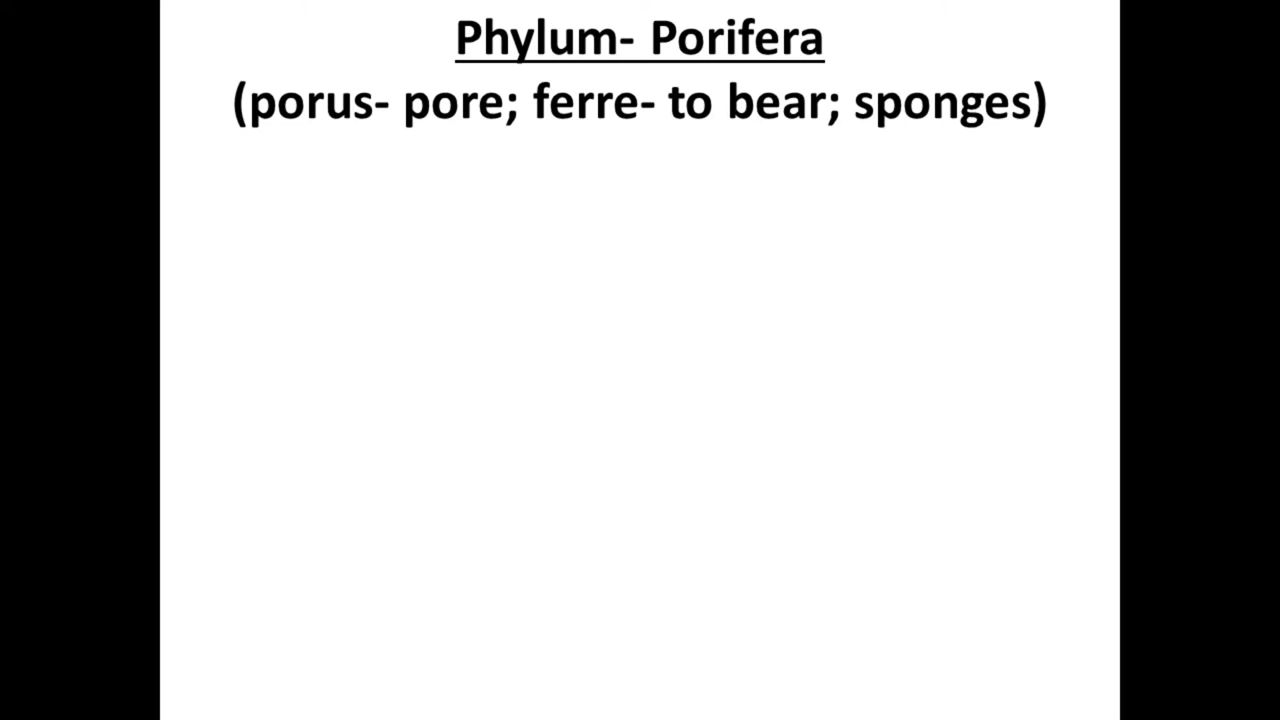 Phylum- Porifera
(porus- pore; ferre- to bear; sponges)